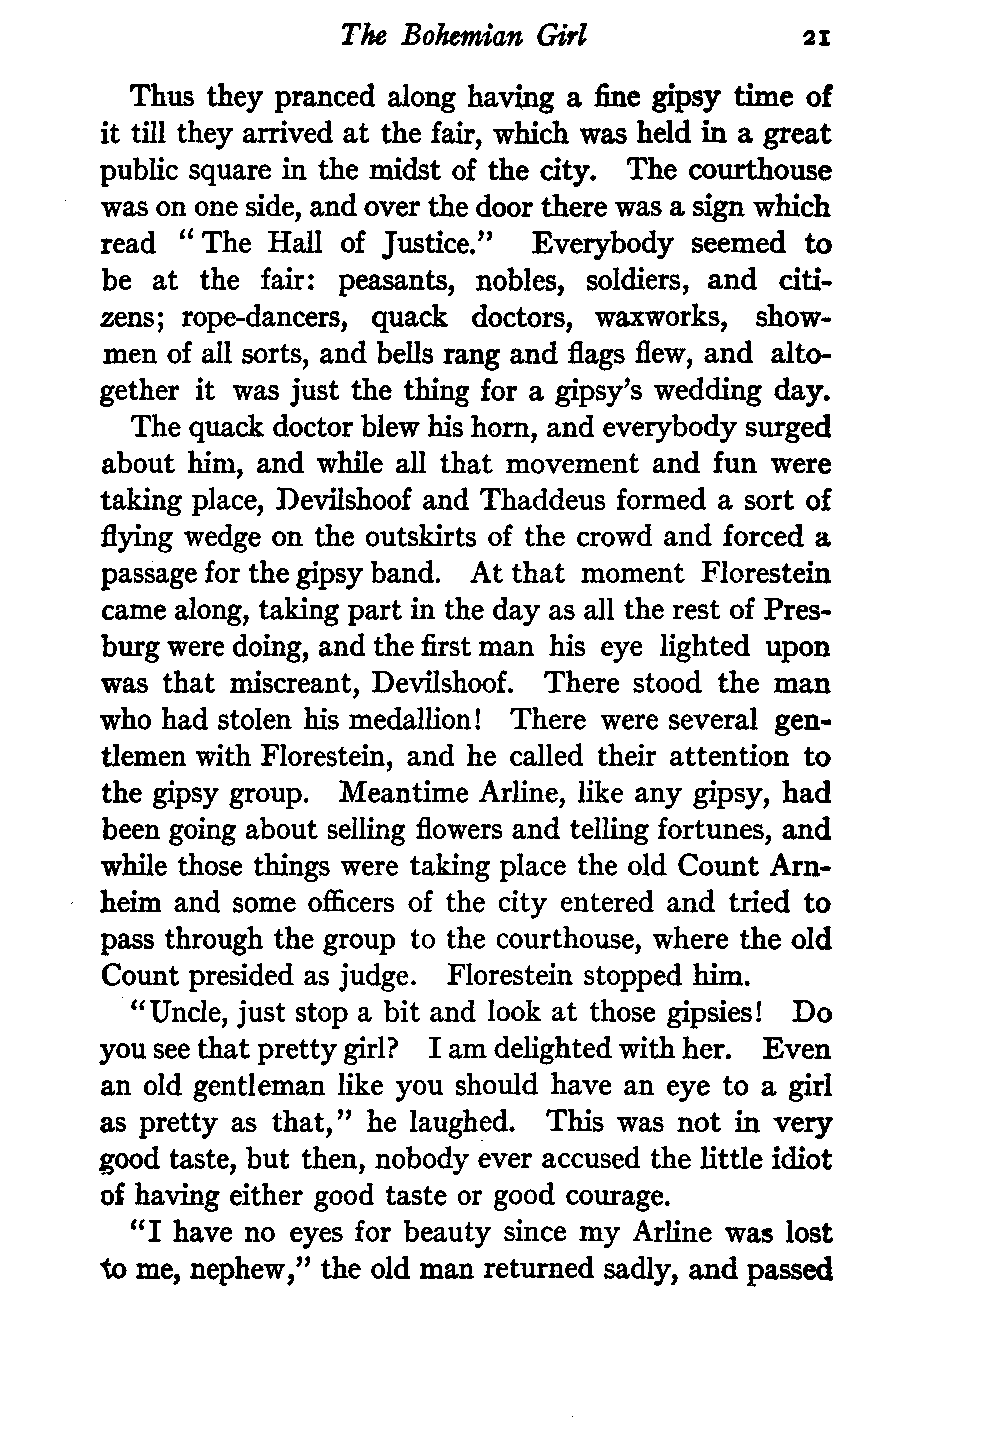 The Bohemian Girl 21
Thus they pranced along having a fine gipsy time of
it till they arrived at the fair, which was held in a great
public square in the midst of the city. The courthouse
was on one side, and over the door there was a sign which
read “ The Hall of Justice.” Everybody seemed to
be at the fair: peasants, nobles, soldiers, and citi-
zens; rope-dancers, quack doctors, waxworks, show-
men of all sorts, and bells rang and flags flew, and alto-
gether it was just the thing for a gipsy’s wedding day.
The quack doctor blew his horn, and everybody surged
about him, and while all that movement and fun were
taking place, Devilshoof and Thaddeus formed a sort of
flying wedge on the outskirts of the crowd and forced a
passage for the gipsy band. At that moment Florestein
came along, taking part in the day as all the rest of Pres-
burg were doing, and the first man his eye lighted upon
was that miscreant, Devilshoof. There stood the man
who had stolen his medallion! There were several gen-
tlemen with Florestein, and he called their attention to
the gipsy group. Meantime Arline, like any gipsy, had
been going about selling flowers and telling fortunes, and
while those things were taking place the old Count Arn-
heim and some officers of the city entered and tried to
pass through the group to the courthouse, where the old
Count presided as judge. Florestein stopped him.
“Uncle, just stop a bit and look at those gipsies! Do
you see that pretty girl? I am delighted with her. Even
an old gentleman like you should have an eye to a girl
as pretty as that,” he laughed. This was not in very
good taste, but then, nobody ever accused the little idiot
of having either good taste or good courage.
“I have no eyes for beauty since my Arline was lost
to me, nephew,” the old man returned sadly, and passed